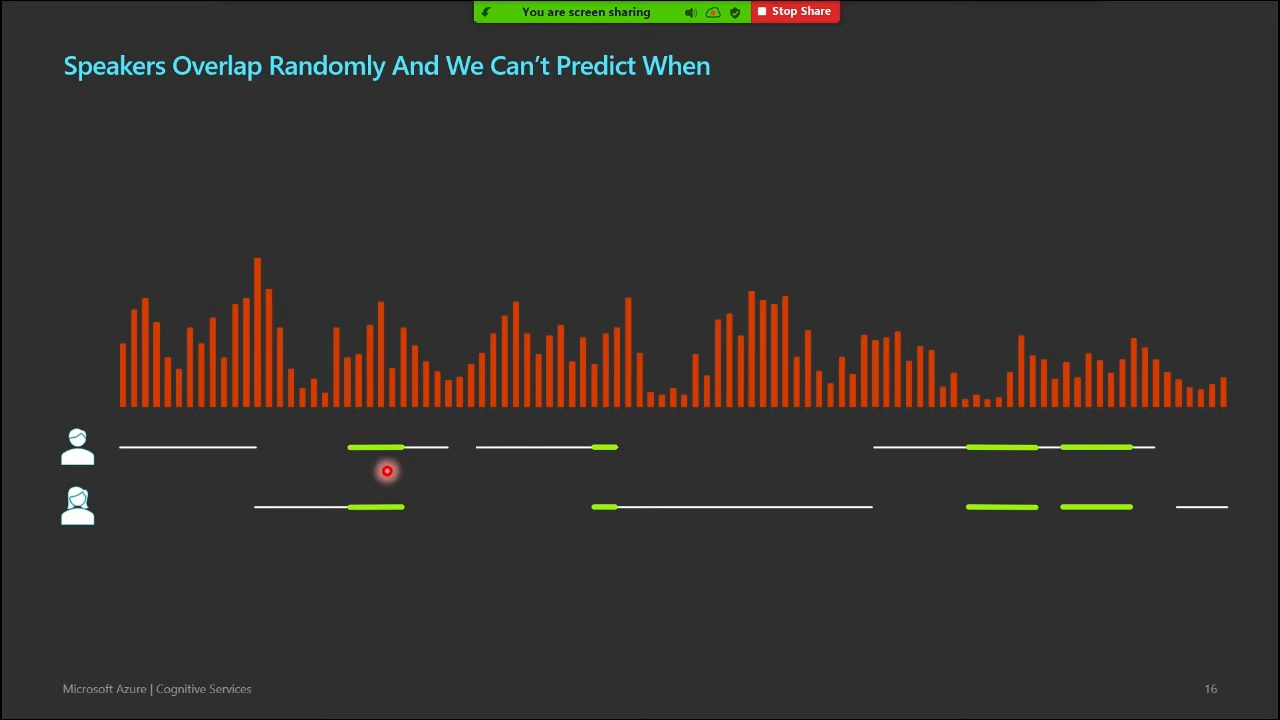 You are screen sharing
Stop Share
Speakers Overlap Randomly And We Can't Predict When
Microsoft Azure | Cognitive Services
16